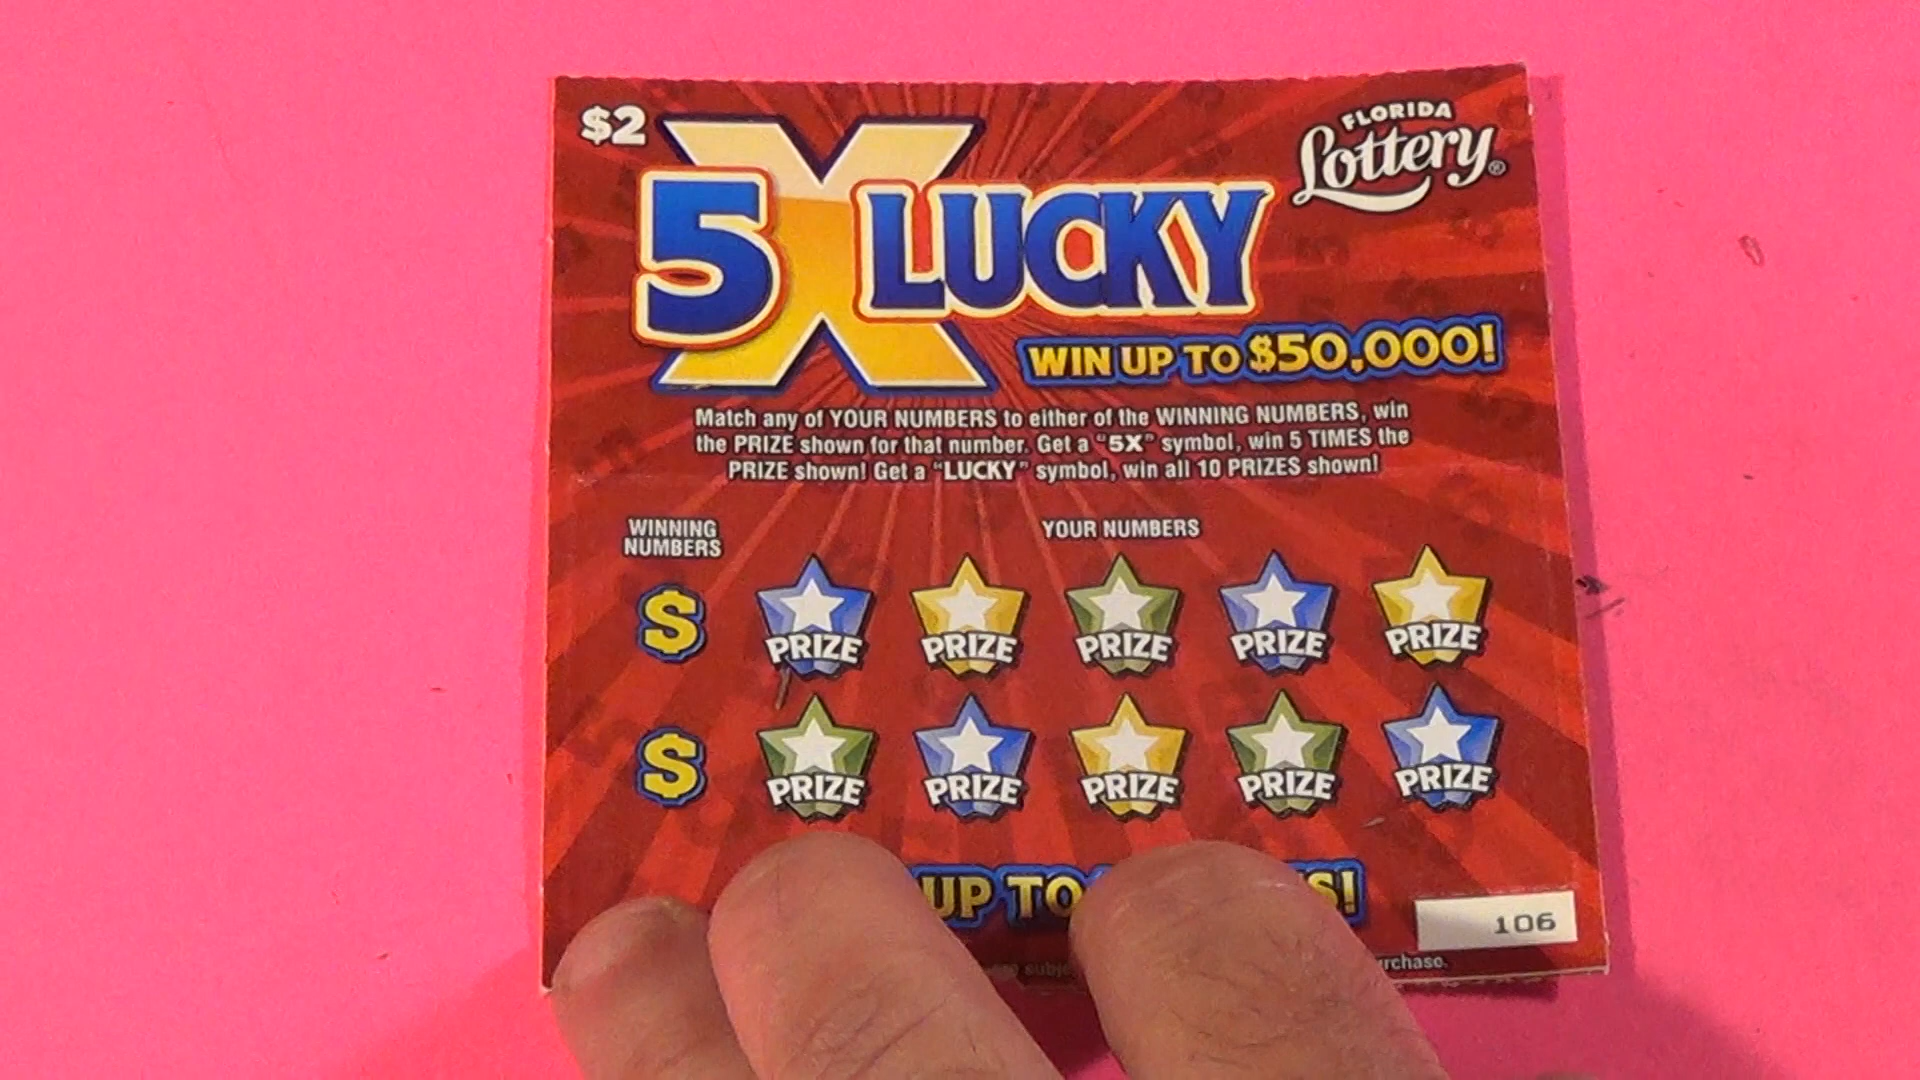 $2
FLORIDA
Lottery®
5X LUCKY
WIN UP TO $50,000!
Match any of YOUR NUMBERS to either of the WINNING NUMBERS, win
the PRIZE shown for that number. Get a "5X" symbol, win 5 TIMES the
PRIZE shown! Get a "LUCKY" symbol, win all 10 PRIZES shown!
WINNING
NUMBERS
YOUR NUMBERS
$ PRIZE PRIZE PRIZE PRIZE PRIZE
$ PRIZE PRIZE PRIZE PRIZE PRIZE
UP TO
106